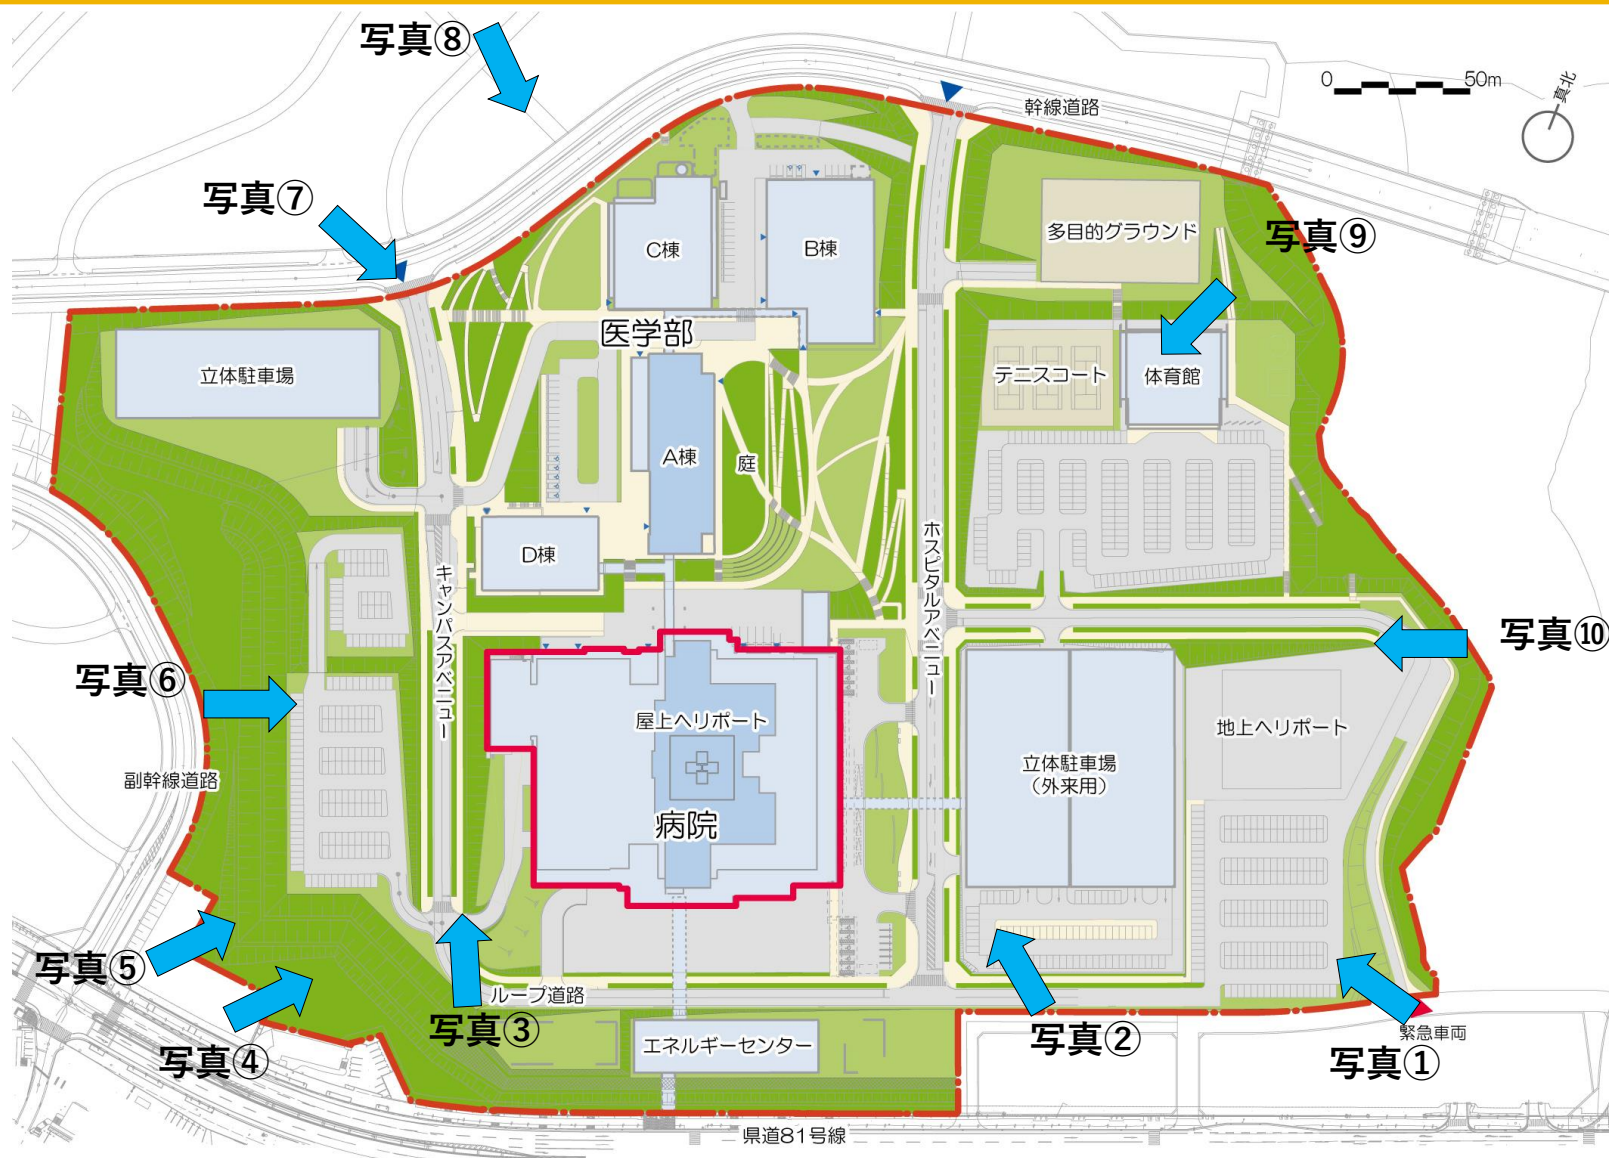 写真⑧
0 50m
真北
幹線道路
写真⑦
多目的グラウンド
写真⑨
C棟
B棟
医学部
立体駐車場
テニスコート
体育館
A棟
庭
ホスピタルアベニュー
D棟
キャンパスアベニュー
写真⑩
写真⑥
屋上ヘリポート
地上ヘリポート
副幹線道路
立体駐車場
（外来用）
病院
写真⑤
ループ道路
写真③
写真②
緊急車両
写真④
エネルギーセンター
写真①
県道81号線